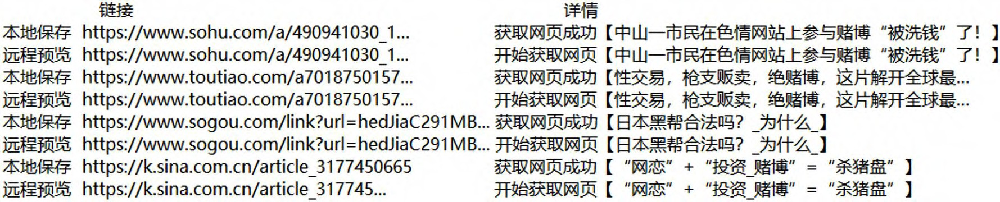 链接 详情
本地保存 https://www.sohu.com/a/490941030_1... 获取网页成功【中山一市民在色情网站上参与赌博“被洗钱”了！】
远程预览 https://www.sohu.com/a/490941030_1... 开始获取网页【中山一市民在色情网站上参与赌博“被洗钱”了！】
本地保存 https://www.toutiao.com/a7018750157... 获取网页成功【性交易，枪支贩卖，绝赌博，这片解开全球最...
远程预览 https://www.toutiao.com/a7018750157... 开始获取网页【性交易，枪支贩卖，绝赌博，这片解开全球最...
本地保存 https://www.sogou.com/link?url=hedJiaC291MB... 获取网页成功【日本黑帮合法吗？_为什么_】
远程预览 https://www.sogou.com/link?url=hedJiaC291MB... 开始获取网页【日本黑帮合法吗？_为什么_】
本地保存 https://k.sina.com.cn/article_3177450665 获取网页成功【“网恋”+“投资_赌博”=“杀猪盘”】
远程预览 https://k.sina.com.cn/article_317745... 开始获取网页【“网恋”+“投资_赌博”=“杀猪盘”】